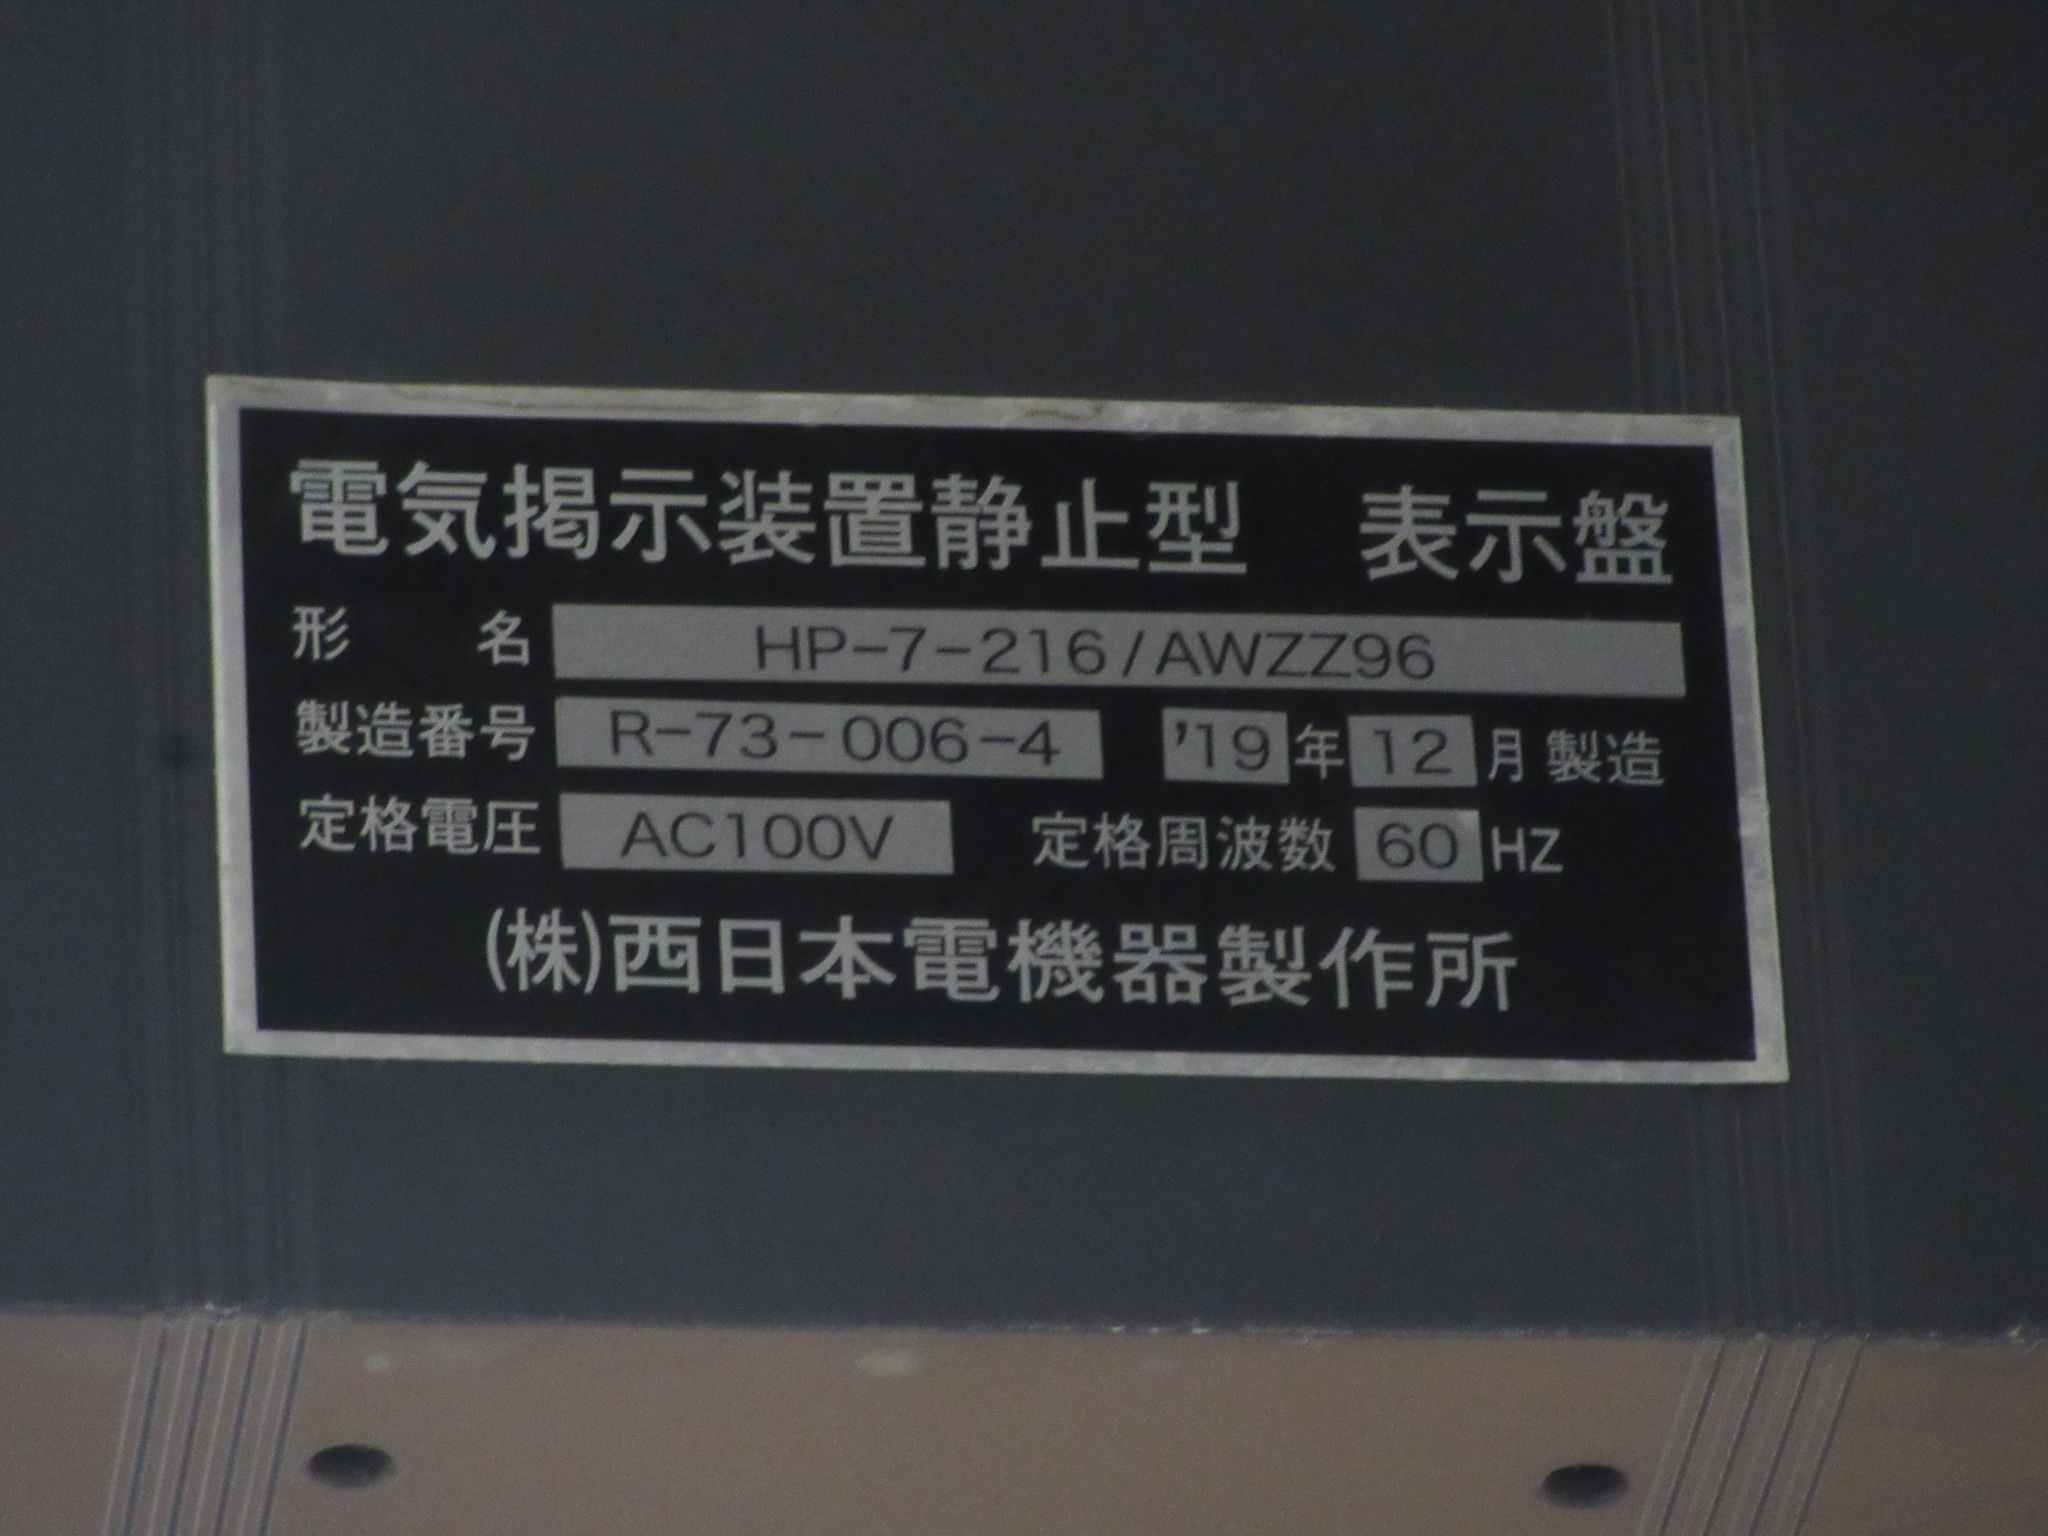 電気掲示装置静止型　表示盤
形　名 HP-7-216/AWZZ96
製造番号 R-73-006-4 '19年12月製造
定格電圧 AC100V 定格周波数 60HZ
(株)西日本電機器製作所